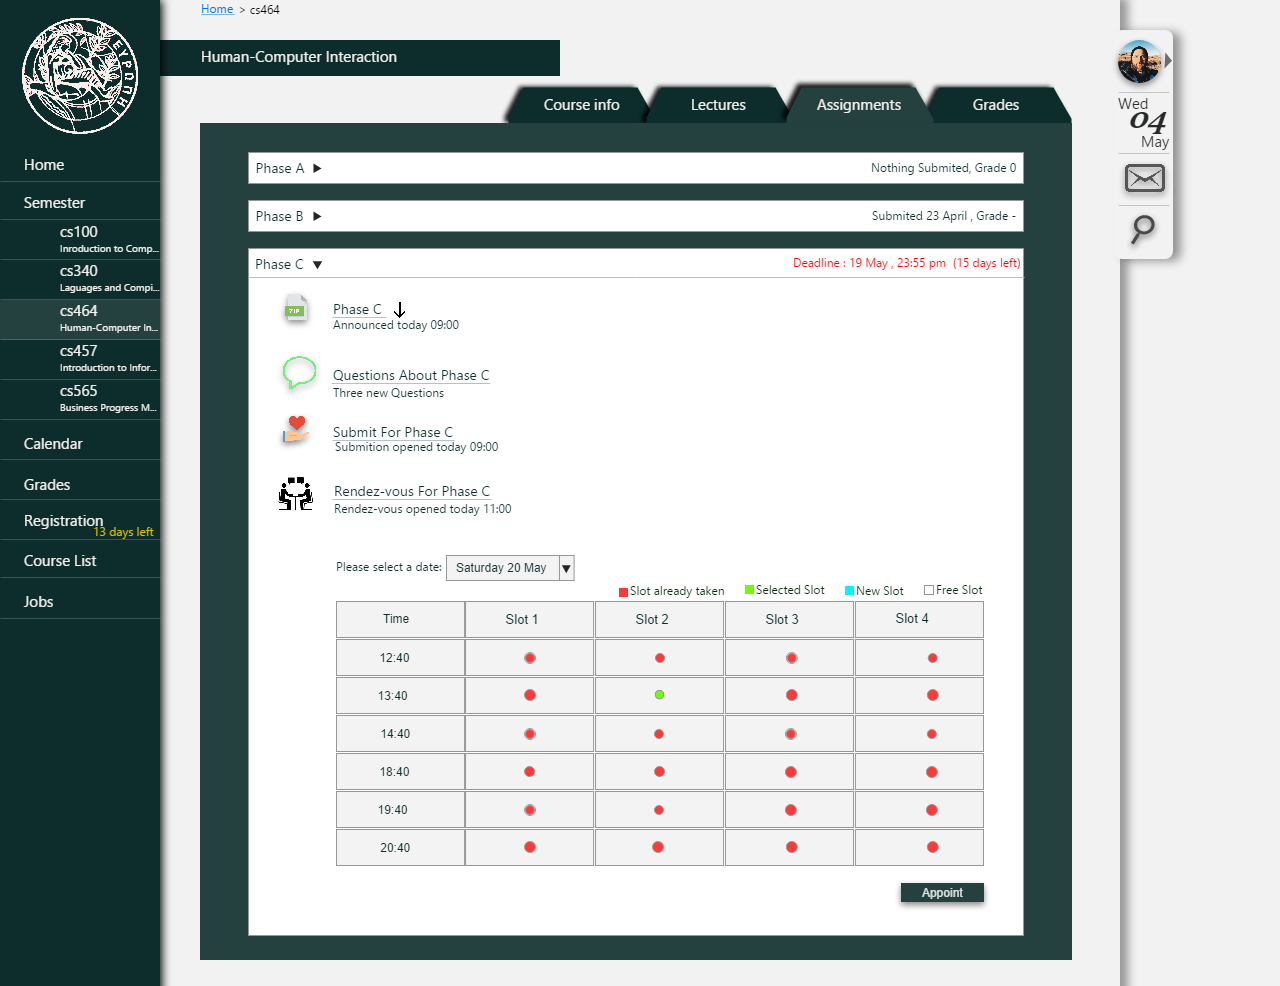 ΕΥΡΩΠΗ
Home
Semester
cs100
Inroduction to Comp...
cs340
Laguages and Compi...
cs464
Human-Computer In...
cs457
Introduction to Infor...
cs565
Business Progress M...
Calendar
Grades
Registration
13 days left
Course List
Jobs
Home > cs464
Human-Computer Interaction
Course info Lectures Assignments Grades
Phase A Nothing Submited, Grade 0
Phase B Submited 23 April , Grade -
Phase C Deadline : 19 May , 23:55 pm (15 days left)
ZIP
Phase C
Announced today 09:00
Questions About Phase C
Three new Questions
Submit For Phase C
Submition opened today 09:00
Rendez-vous For Phase C
Rendez-vous opened today 11:00
Please select a date: Saturday 20 May
Slot already taken Selected Slot New Slot Free Slot
Time Slot 1 Slot 2 Slot 3 Slot 4
12:40
13:40
14:40
18:40
19:40
20:40
Appoint
Wed
04
May